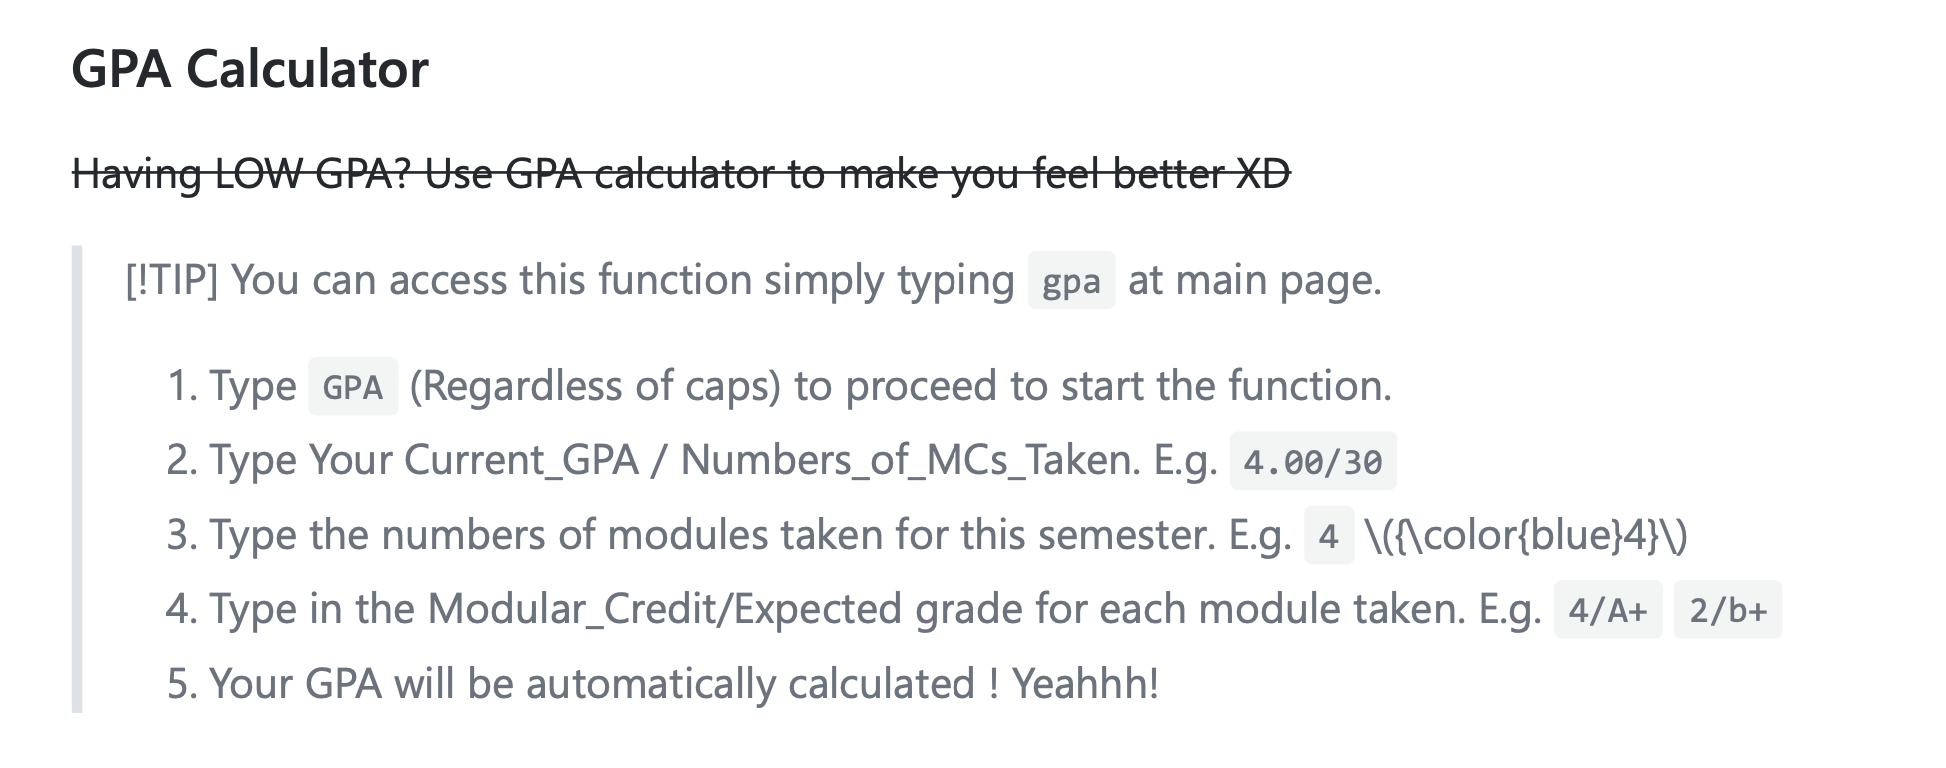 GPA Calculator
Having LOW GPA? Use GPA calculator to make you feel better XD
[!TIP] You can access this function simply typing gpa at main page.
1. Type GPA (Regardless of caps) to proceed to start the function.
2. Type Your Current_GPA / Numbers_of_MCs_Taken. E.g. 4.00/30
3. Type the numbers of modules taken for this semester. E.g. 4 \({\color{blue}4}\)
4. Type in the Modular_Credit/Expected grade for each module taken. E.g. 4/A+ 2/b+
5. Your GPA will be automatically calculated ! Yeahhh!